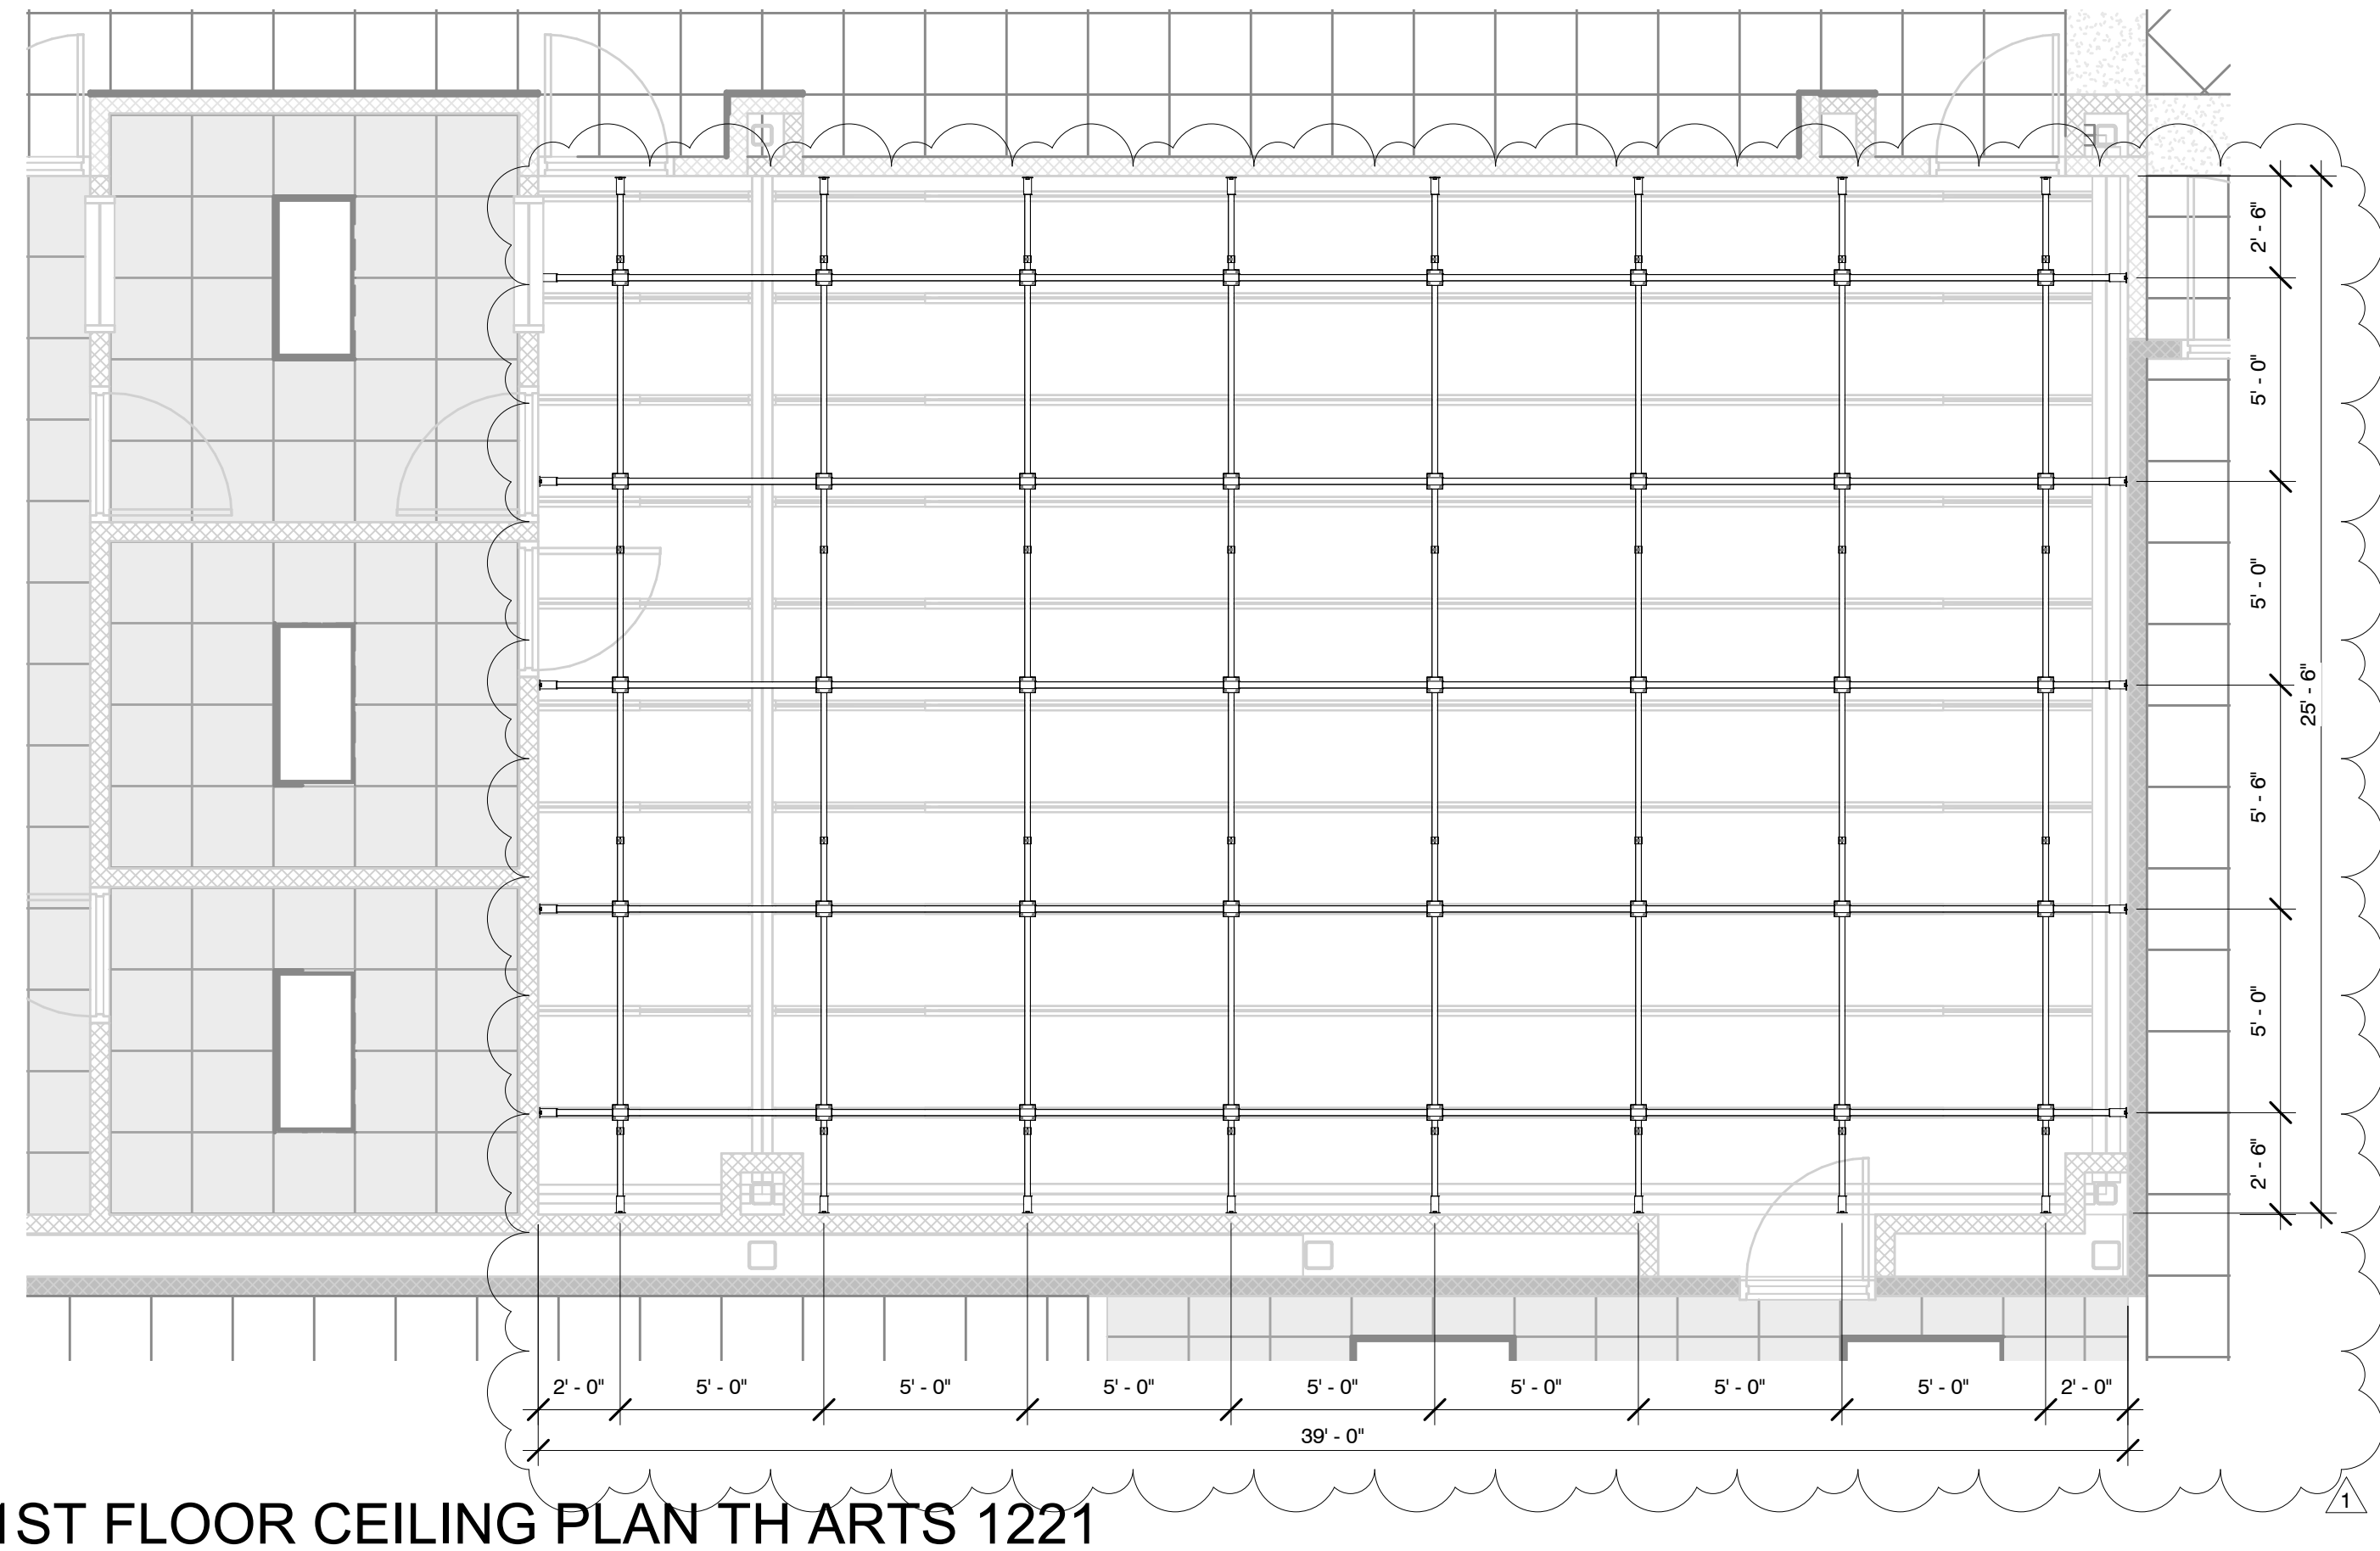 2' - 6"
5' - 0"
5' - 0"
25' - 6"
5' - 6"
5' - 0"
2' - 6"
2' - 0"
5' - 0"
5' - 0"
5' - 0"
5' - 0"
5' - 0"
5' - 0"
5' - 0"
2' - 0"
39' - 0"
1ST FLOOR CEILING PLAN TH ARTS 1221
1